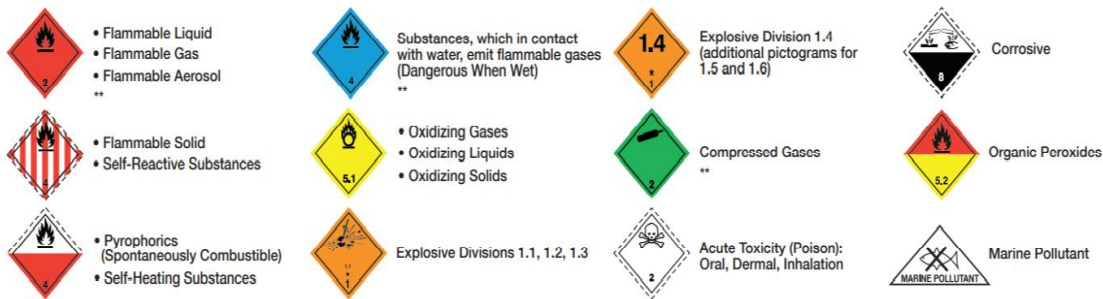 2
• Flammable Liquid
• Flammable Gas
• Flammable Aerosol
**
4
Substances, which in contact
with water, emit flammable gases
(Dangerous When Wet)
**
1.4
*
1
Explosive Division 1.4
(additional pictograms for
1.5 and 1.6)
8
Corrosive
4
• Flammable Solid
• Self-Reactive Substances
5.1
• Oxidizing Gases
• Oxidizing Liquids
• Oxidizing Solids
2
Compressed Gases
**
5.2
Organic Peroxides
4
• Pyrophorics
(Spontaneously Combustible)
• Self-Heating Substances
1.1
*
1
Explosive Divisions 1.1, 1.2, 1.3
2
Acute Toxicity (Poison):
Oral, Dermal, Inhalation
MARINE POLLUTANT
Marine Pollutant